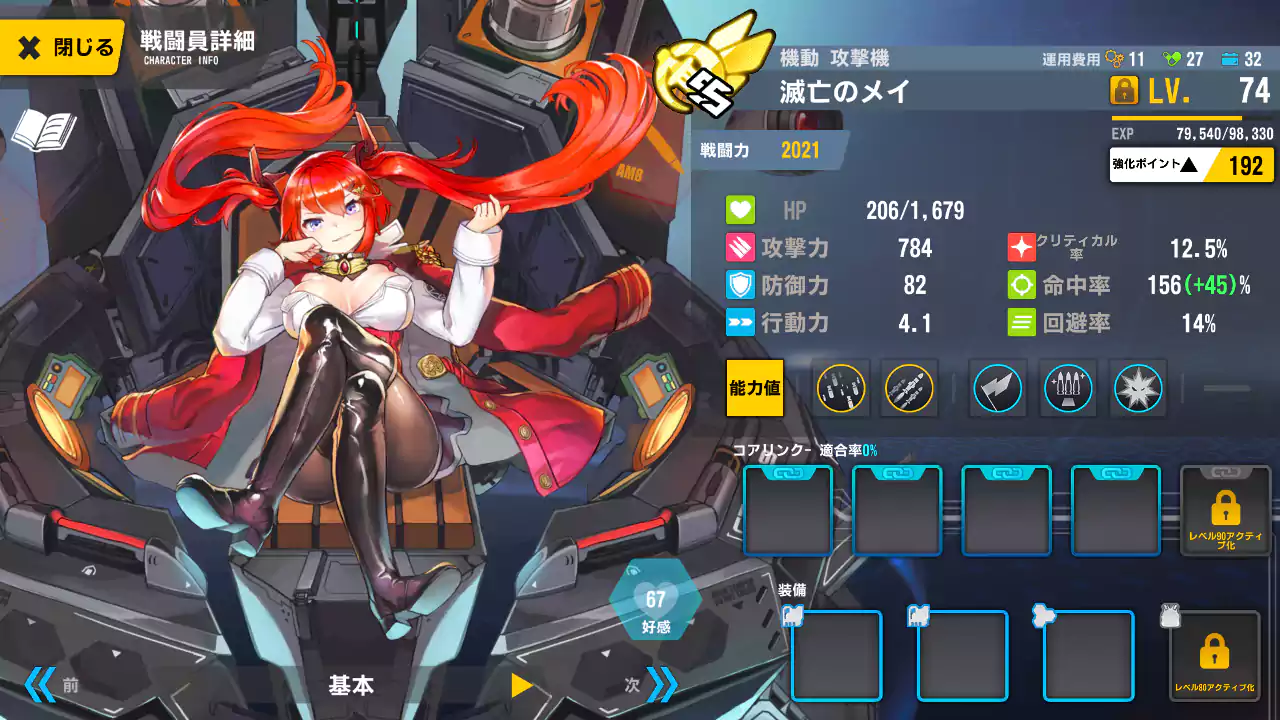 閉じる
戦闘員詳細
CHARACTER INFO
AM8
SS
機動 攻撃機
運用費用 11 27 32
滅亡のメイ
LV. 74
EXP 79,540/98,330
戦闘力 2021
強化ポイント▲ 192
HP 206/1,679
攻撃力 784
クリティカル率 12.5%
防御力 82
命中率 156(+45)%
行動力 4.1
回避率 14%
能力値
コアリンクー 適合率0%
レベル90アクティブ化
装備
レベル80アクティブ化
67
好感
前
基本
次